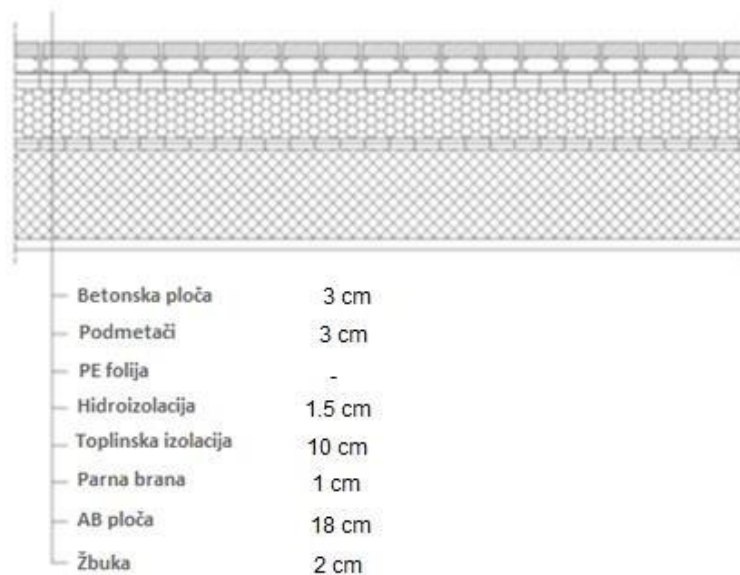 Betonska ploča 3 cm
Podmetači 3 cm
PE folija -
Hidroizolacija 1.5 cm
Toplinska izolacija 10 cm
Parna brana 1 cm
AB ploča 18 cm
Žbuka 2 cm